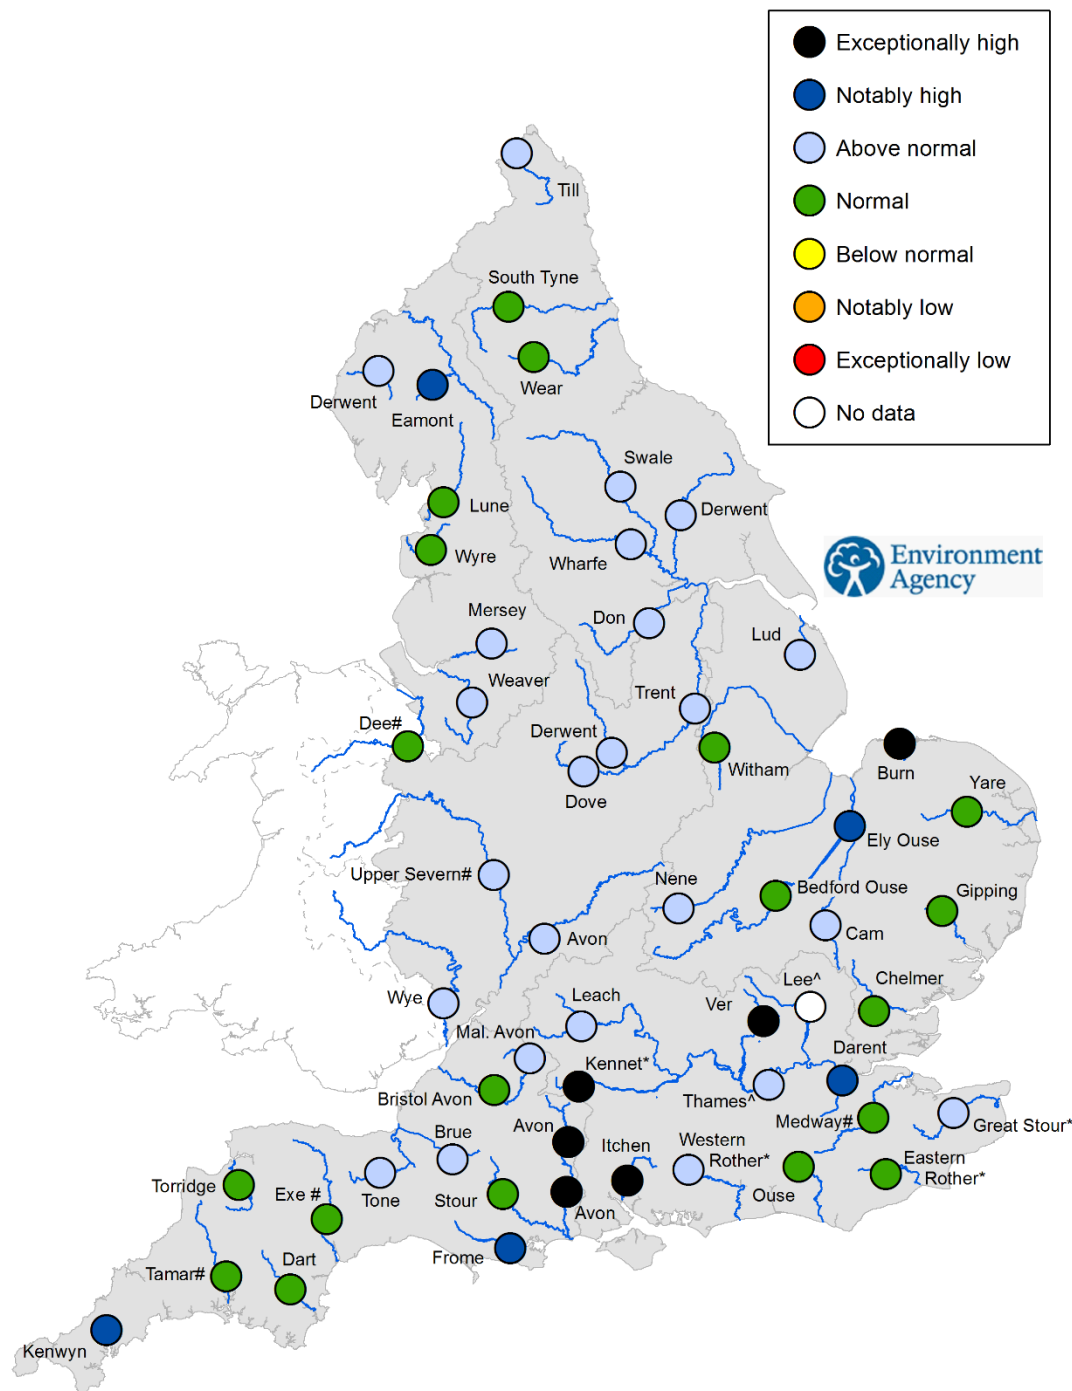 Exceptionally high
Notably high
Above normal
Normal
Below normal
Notably low
Exceptionally low
No data
Till
South Tyne
Wear
Derwent
Eamont
Swale
Lune
Derwent
Wyre
Wharfe
Environment
Agency
Mersey
Don
Lud
Weaver
Trent
Dee#
Derwent
Witham
Burn
Dove
Yare
Ely Ouse
Upper Severn#
Nene
Bedford Ouse
Gipping
Cam
Avon
Wye
Leach
Ver
Lee^
Chelmer
Mal. Avon
Kennet*
Darent
Bristol Avon
Thames^
Medway#
Great Stour*
Avon
Brue
Itchen
Western
Rother*
Eastern
Rother*
Torridge
Exe #
Tone
Stour
Avon
Ouse
Frome
Tamar#
Dart
Kenwyn